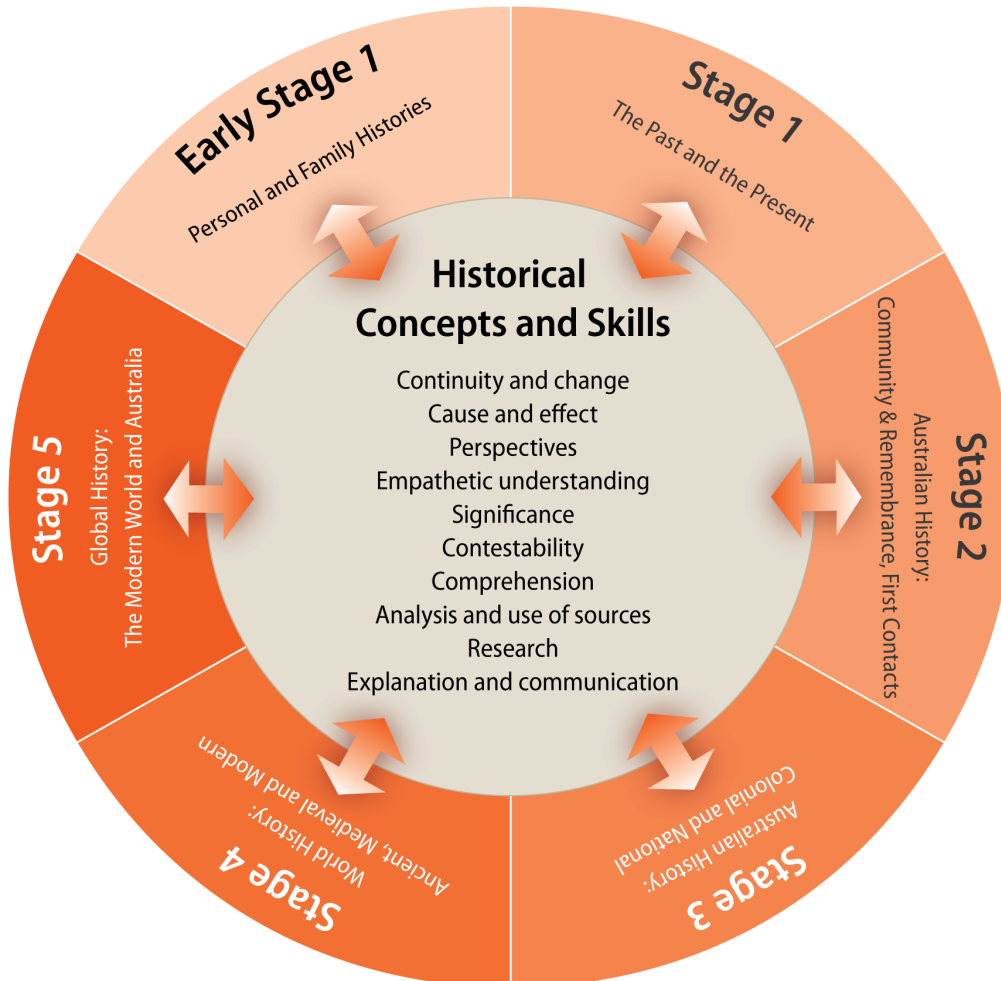 Early Stage 1
Personal and Family Histories
Stage 1
The Past and the Present
Stage 2
Australian History:
Community & Remembrance, First Contacts
Stage 3
Australian History:
Colonial and National
Stage 4
World History:
Ancient, Medieval and Modern
Stage 5
Global History:
The Modern World and Australia
Historical
Concepts and Skills
Continuity and change
Cause and effect
Perspectives
Empathetic understanding
Significance
Contestability
Comprehension
Analysis and use of sources
Research
Explanation and communication